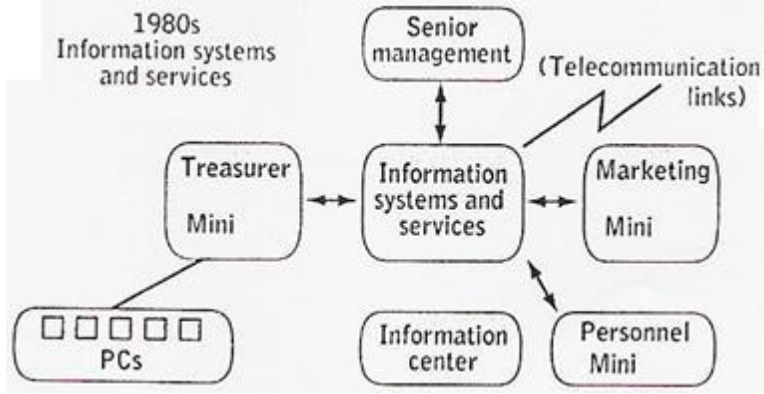 1980s
Information systems
and services
Senior
management
(Telecommunication
links)
Treasurer
Mini
Information
systems and
services
Marketing
Mini
PCs
Information
center
Personnel
Mini